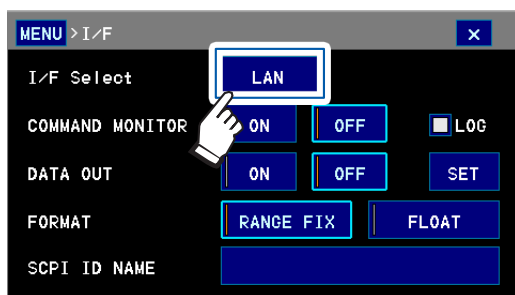 MENU > I/F ×
I/F Select LAN
COMMAND MONITOR ON OFF LOG
DATA OUT ON OFF SET
FORMAT RANGE FIX FLOAT
SCPI ID NAME